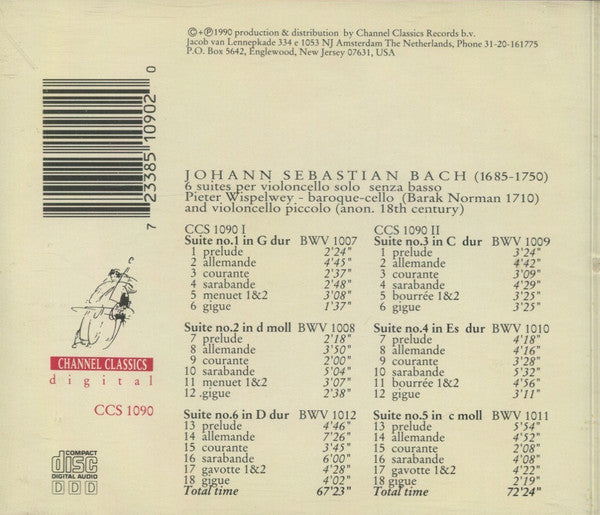 ©+℗1990 production & distribution by Channel Classics Records b.v.
Jacob van Lennepkade 334 e 1053 NJ Amsterdam The Netherlands, Phone 31-20-161775
P.O. Box 5642, Englewood, New Jersey 07631, USA
7 23385 10902 0
JOHANN SEBASTIAN BACH (1685-1750)
6 suites per violoncello solo senza basso
Pieter Wispelwey - baroque-cello (Barak Norman 1710)
and violoncello piccolo (anon. 18th century)
CCS 1090 I
Suite no.1 in G dur BWV 1007
1 prelude 2'24"
2 allemande 4'45"
3 courante 2'37"
4 sarabande 2'48"
5 menuet 1&2 3'08"
6 gigue 1'37"
Suite no.2 in d moll BWV 1008
7 prelude 2'18"
8 allemande 3'50"
9 courante 2'00"
10 sarabande 5'04"
11 menuet 1&2 3'07"
12 .gigue 2'38"
Suite no.6 in D dur BWV 1012
13 prelude 4'46"
14 allemande 7'26"
15 courante 3'45"
16 sarabande 6'00"
17 gavotte 1&2 4'28"
18 gigue 4'02"
Total time 67'23"
CCS 1090 II
Suite no.3 in C dur BWV 1009
1 prelude 3'24"
2 allemande 4'42"
3 courante 3'09"
4 sarabande 4'29"
5 bourrée 1&2 3'25"
6 gigue 3'25"
Suite no.4 in Es dur BWV 1010
7 prelude 4'18"
8 allemande 4'16"
9 courante 3'28"
10 sarabande 5'32"
11 bourrée 1&2 4'56"
12 gigue 3'11"
Suite no.5 in c moll BWV 1011
13 prelude 5'54"
14 allemande 4'52"
15 courante 2'08"
16 sarabande 4'08"
17 gavotte 1&2 4'22"
18 gigue 2'19"
Total time 72'24"
CHANNEL CLASSICS
digital
CCS 1090
COMPACT
disc
DIGITAL AUDIO
DDD